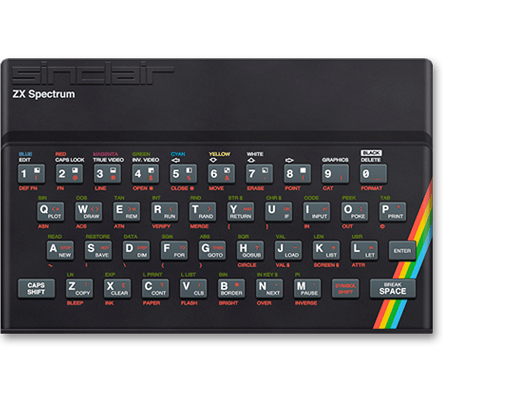 sinclair
ZX Spectrum
BLUE RED MAGENTA GREEN CYAN YELLOW WHITE BLACK
EDIT CAPS LOCK TRUE VIDEO INV. VIDEO GRAPHICS DELETE
1 2 3 4 5 6 7 8 9 0
DEF FN FN LINE OPEN # CLOSE # MOVE ERASE POINT CAT FORMAT
SIN COS TAN INT RND STR $ CHR $ CODE PEEK TAB
Q PLOT W DRAW E REM R RUN T RAND Y RETURN U IF I INPUT O POKE P PRINT
ASN ACS ATN VERIFY MERGE [ ] IN OUT ©
READ RESTORE DATA SGN ABS SQR VAL LEN USR
A NEW S SAVE D DIM F FOR G GOTO H GOSUB J LOAD K LIST L LET ENTER
CIRCLE VAL $ SCREEN $ ATTR
LN EXP L PRINT L LIST BIN IN KEY $ PI
CAPS SHIFT Z COPY X CLEAR C CONT V CLS B BORDER N NEXT M PAUSE SYMBOL SHIFT BREAK SPACE
BLEEP INK PAPER FLASH BRIGHT OVER INVERSE